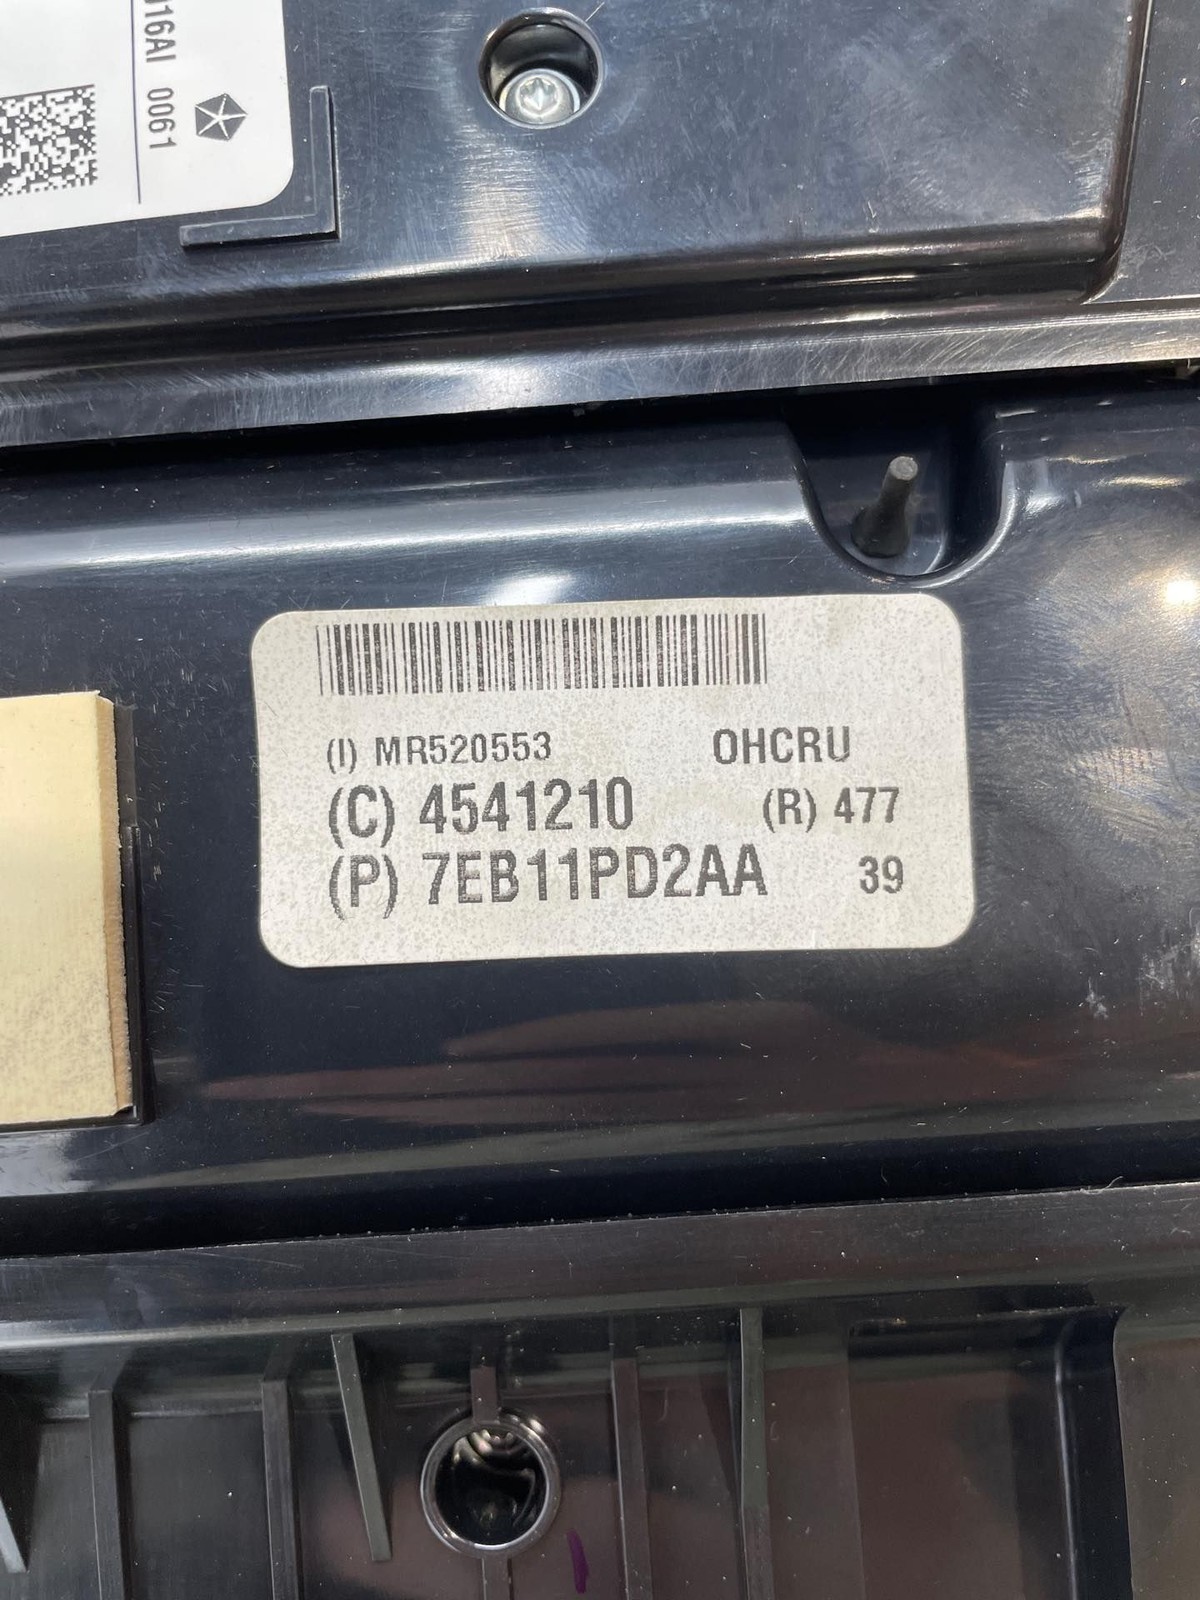 0061
(I) MR520553 OHCRU
(C) 4541210 (R) 477
(P) 7EB11PD2AA 39